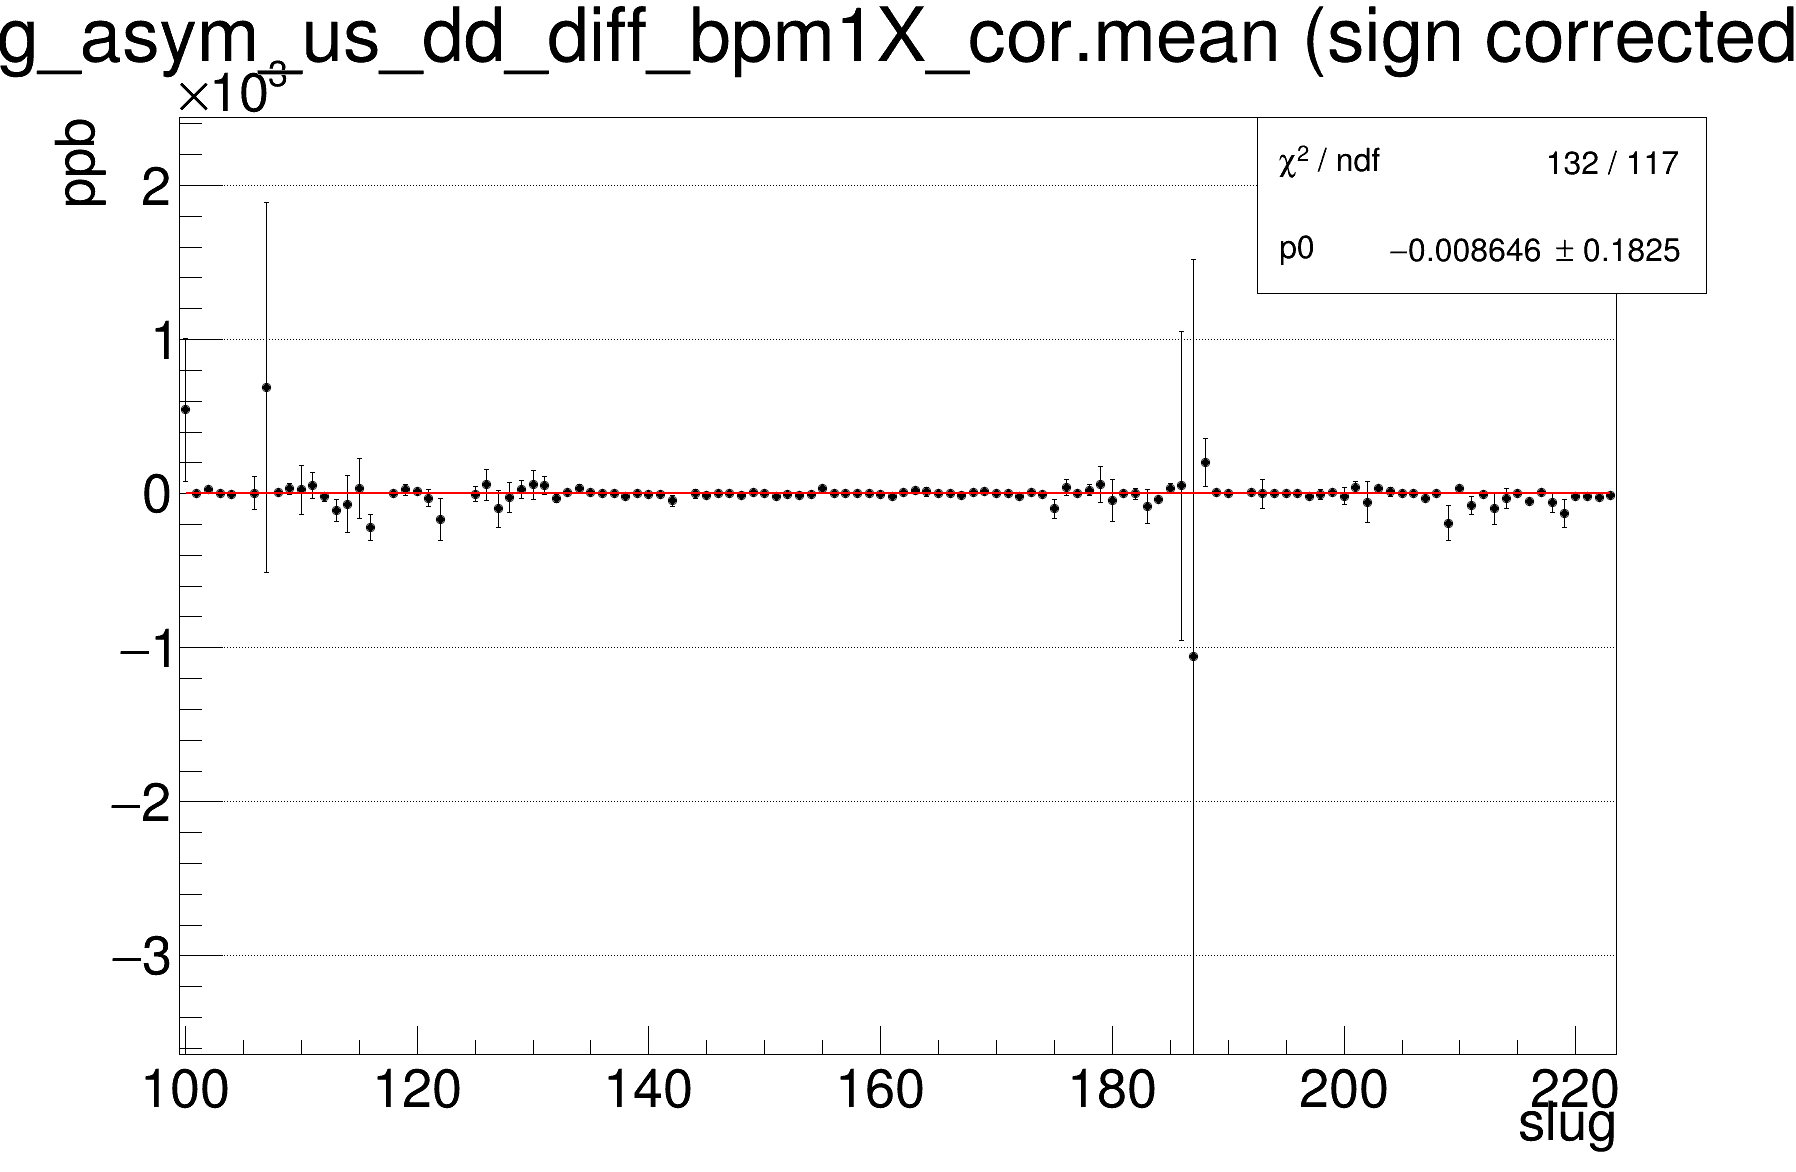 g_asym_us_dd_diff_bpm1X_cor.mean (sign corrected
×10³
ppb
χ² / ndf 132 / 117
p0 −0.008646 ± 0.1825
2
1
0
−1
−2
−3
100 120 140 160 180 200 220
slug